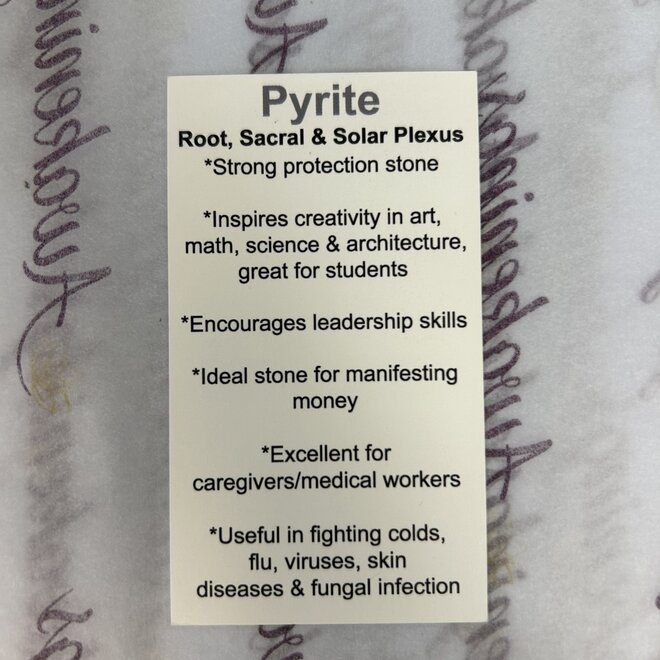 Pyrite
Root, Sacral & Solar Plexus
*Strong protection stone
*Inspires creativity in art,
math, science & architecture,
great for students
*Encourages leadership skills
*Ideal stone for manifesting
money
*Excellent for
caregivers/medical workers
*Useful in fighting colds,
flu, viruses, skin
diseases & fungal infection